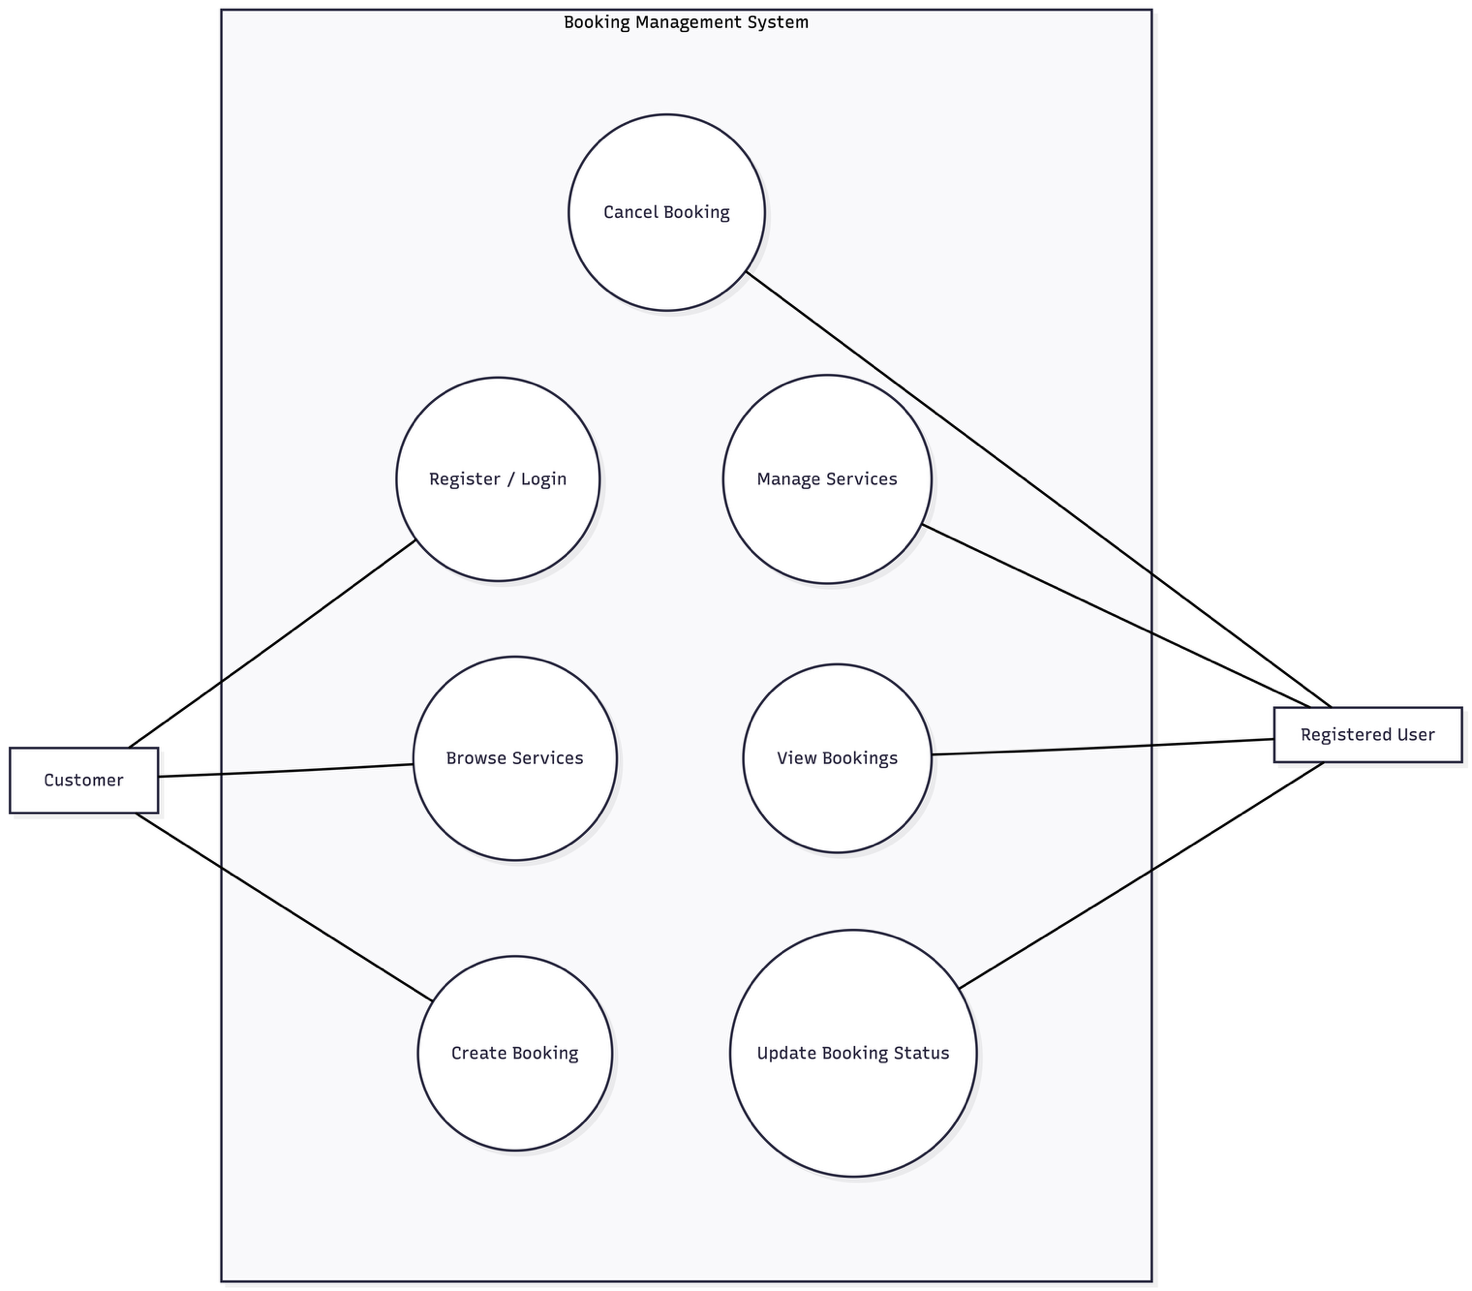 Booking Management System
Cancel Booking
Register / Login
Manage Services
Registered User
Browse Services
View Bookings
Customer
Create Booking
Update Booking Status